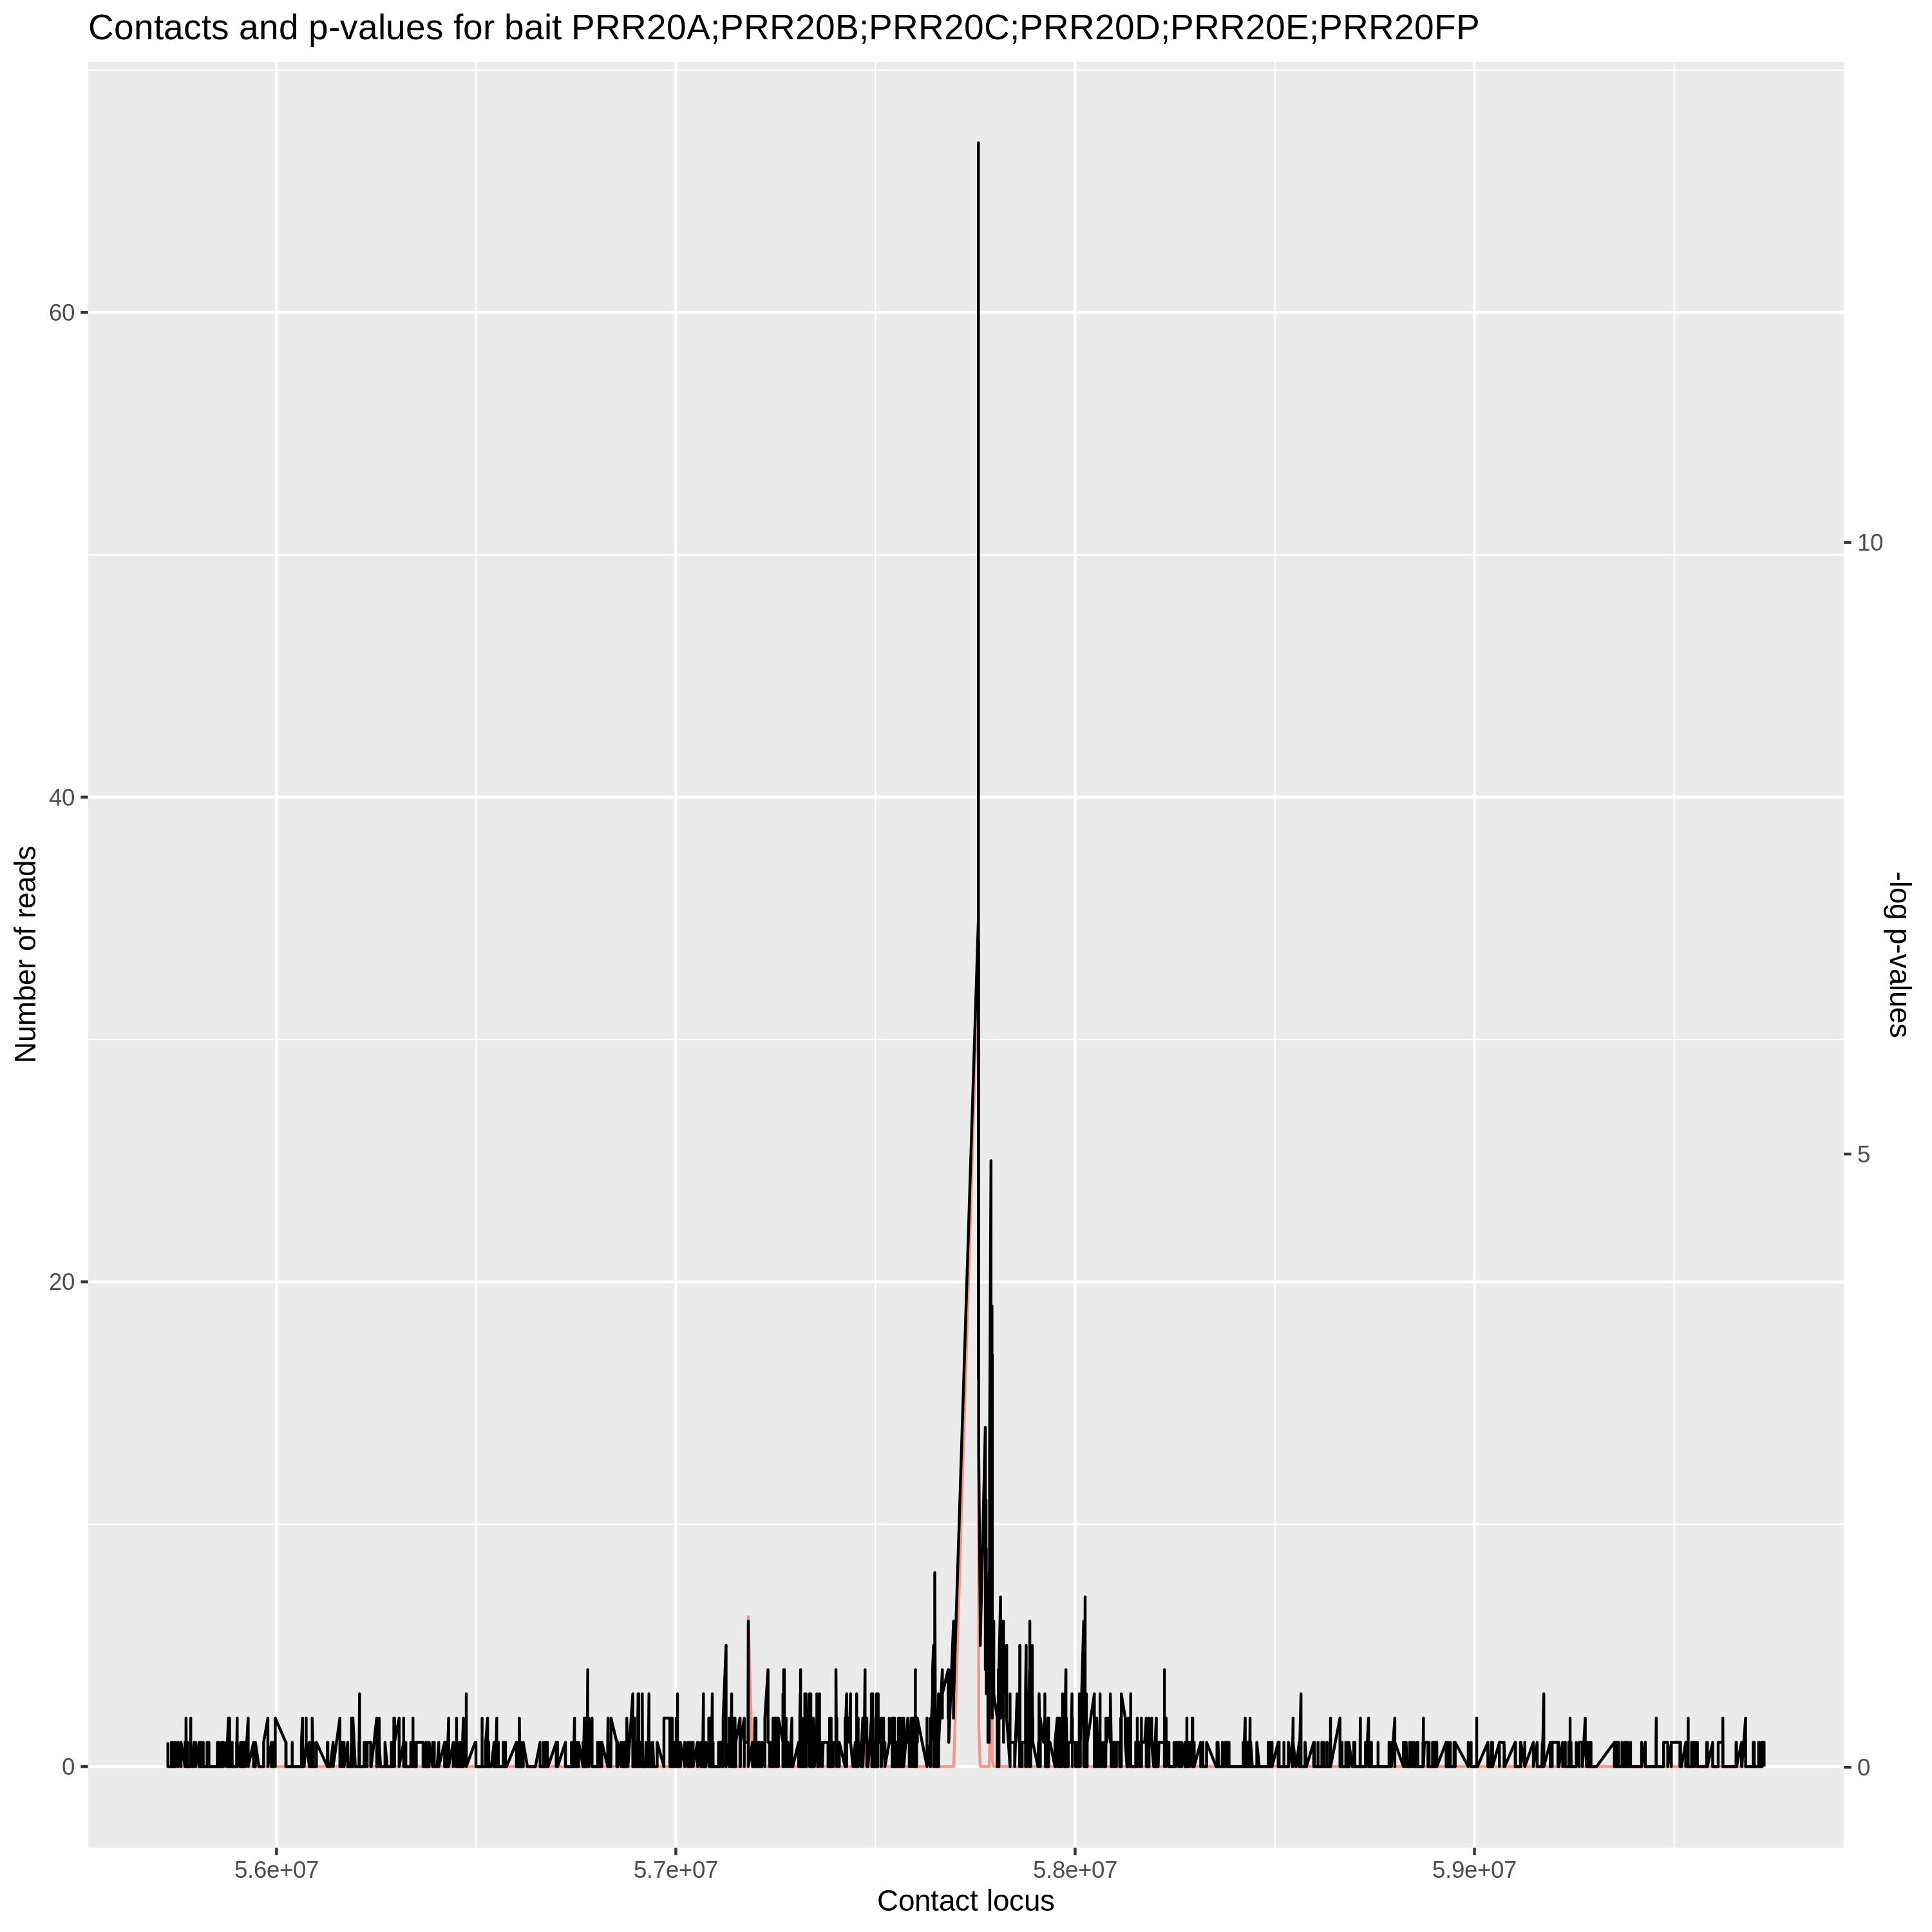 Contacts and p-values for bait PRR20A;PRR20B;PRR20C;PRR20D;PRR20E;PRR20FP
60
40
20
0
Number of reads
10
5
0
-log p-values
5.6e+07
5.7e+07
5.8e+07
5.9e+07
Contact locus